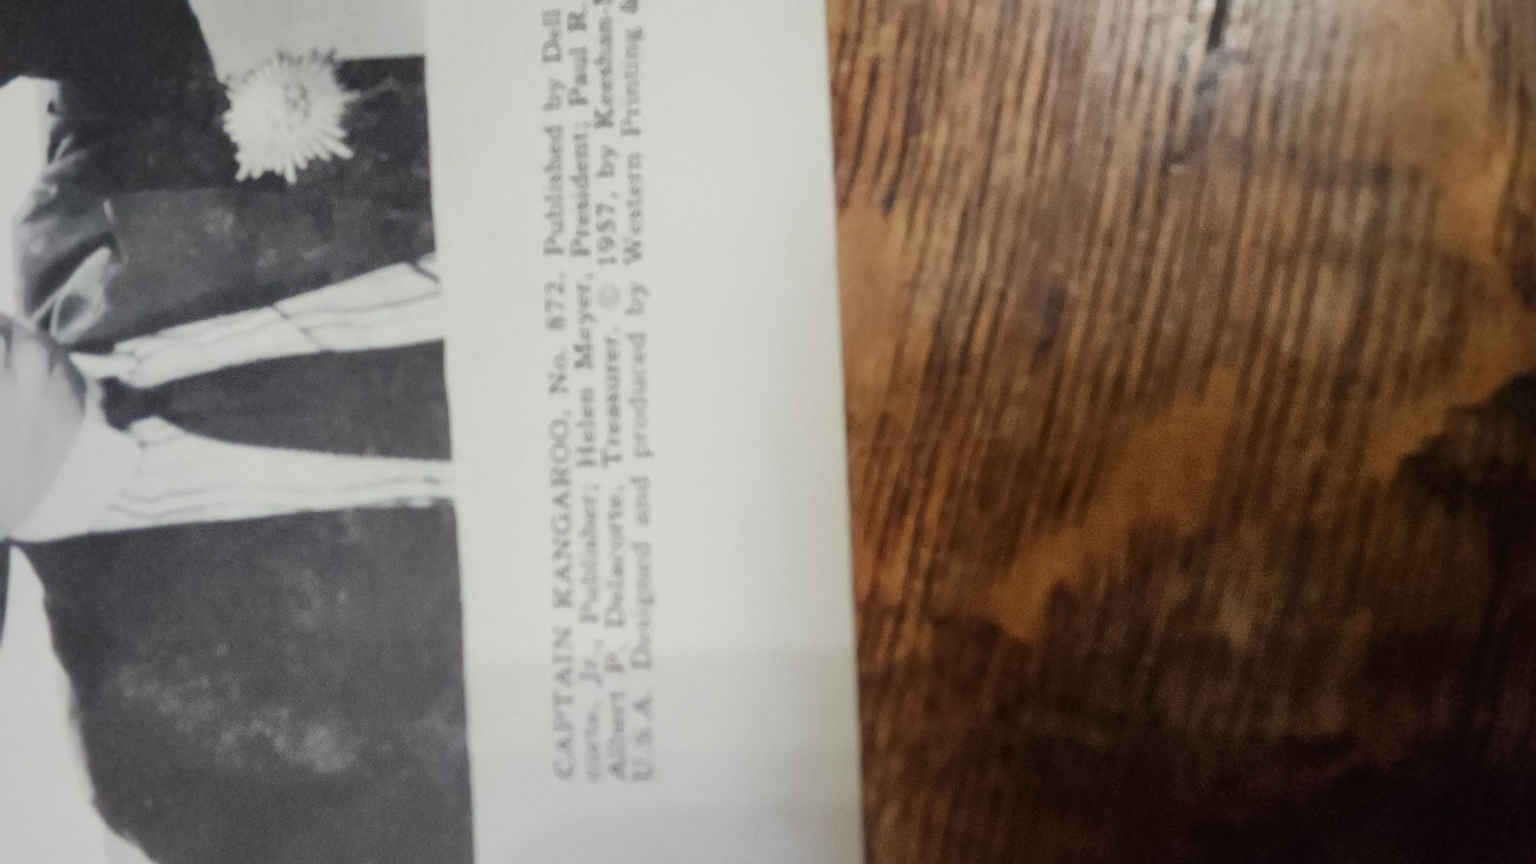 CAPTAIN KANGAROO, No. 872. Published by Dell
corte, Jr., Publisher; Helen Meyer, President; Paul R.
Albert P. Delacorte, Treasurer. © 1957, by Keeshan-
U.S.A. Designed and produced by Western Printing &